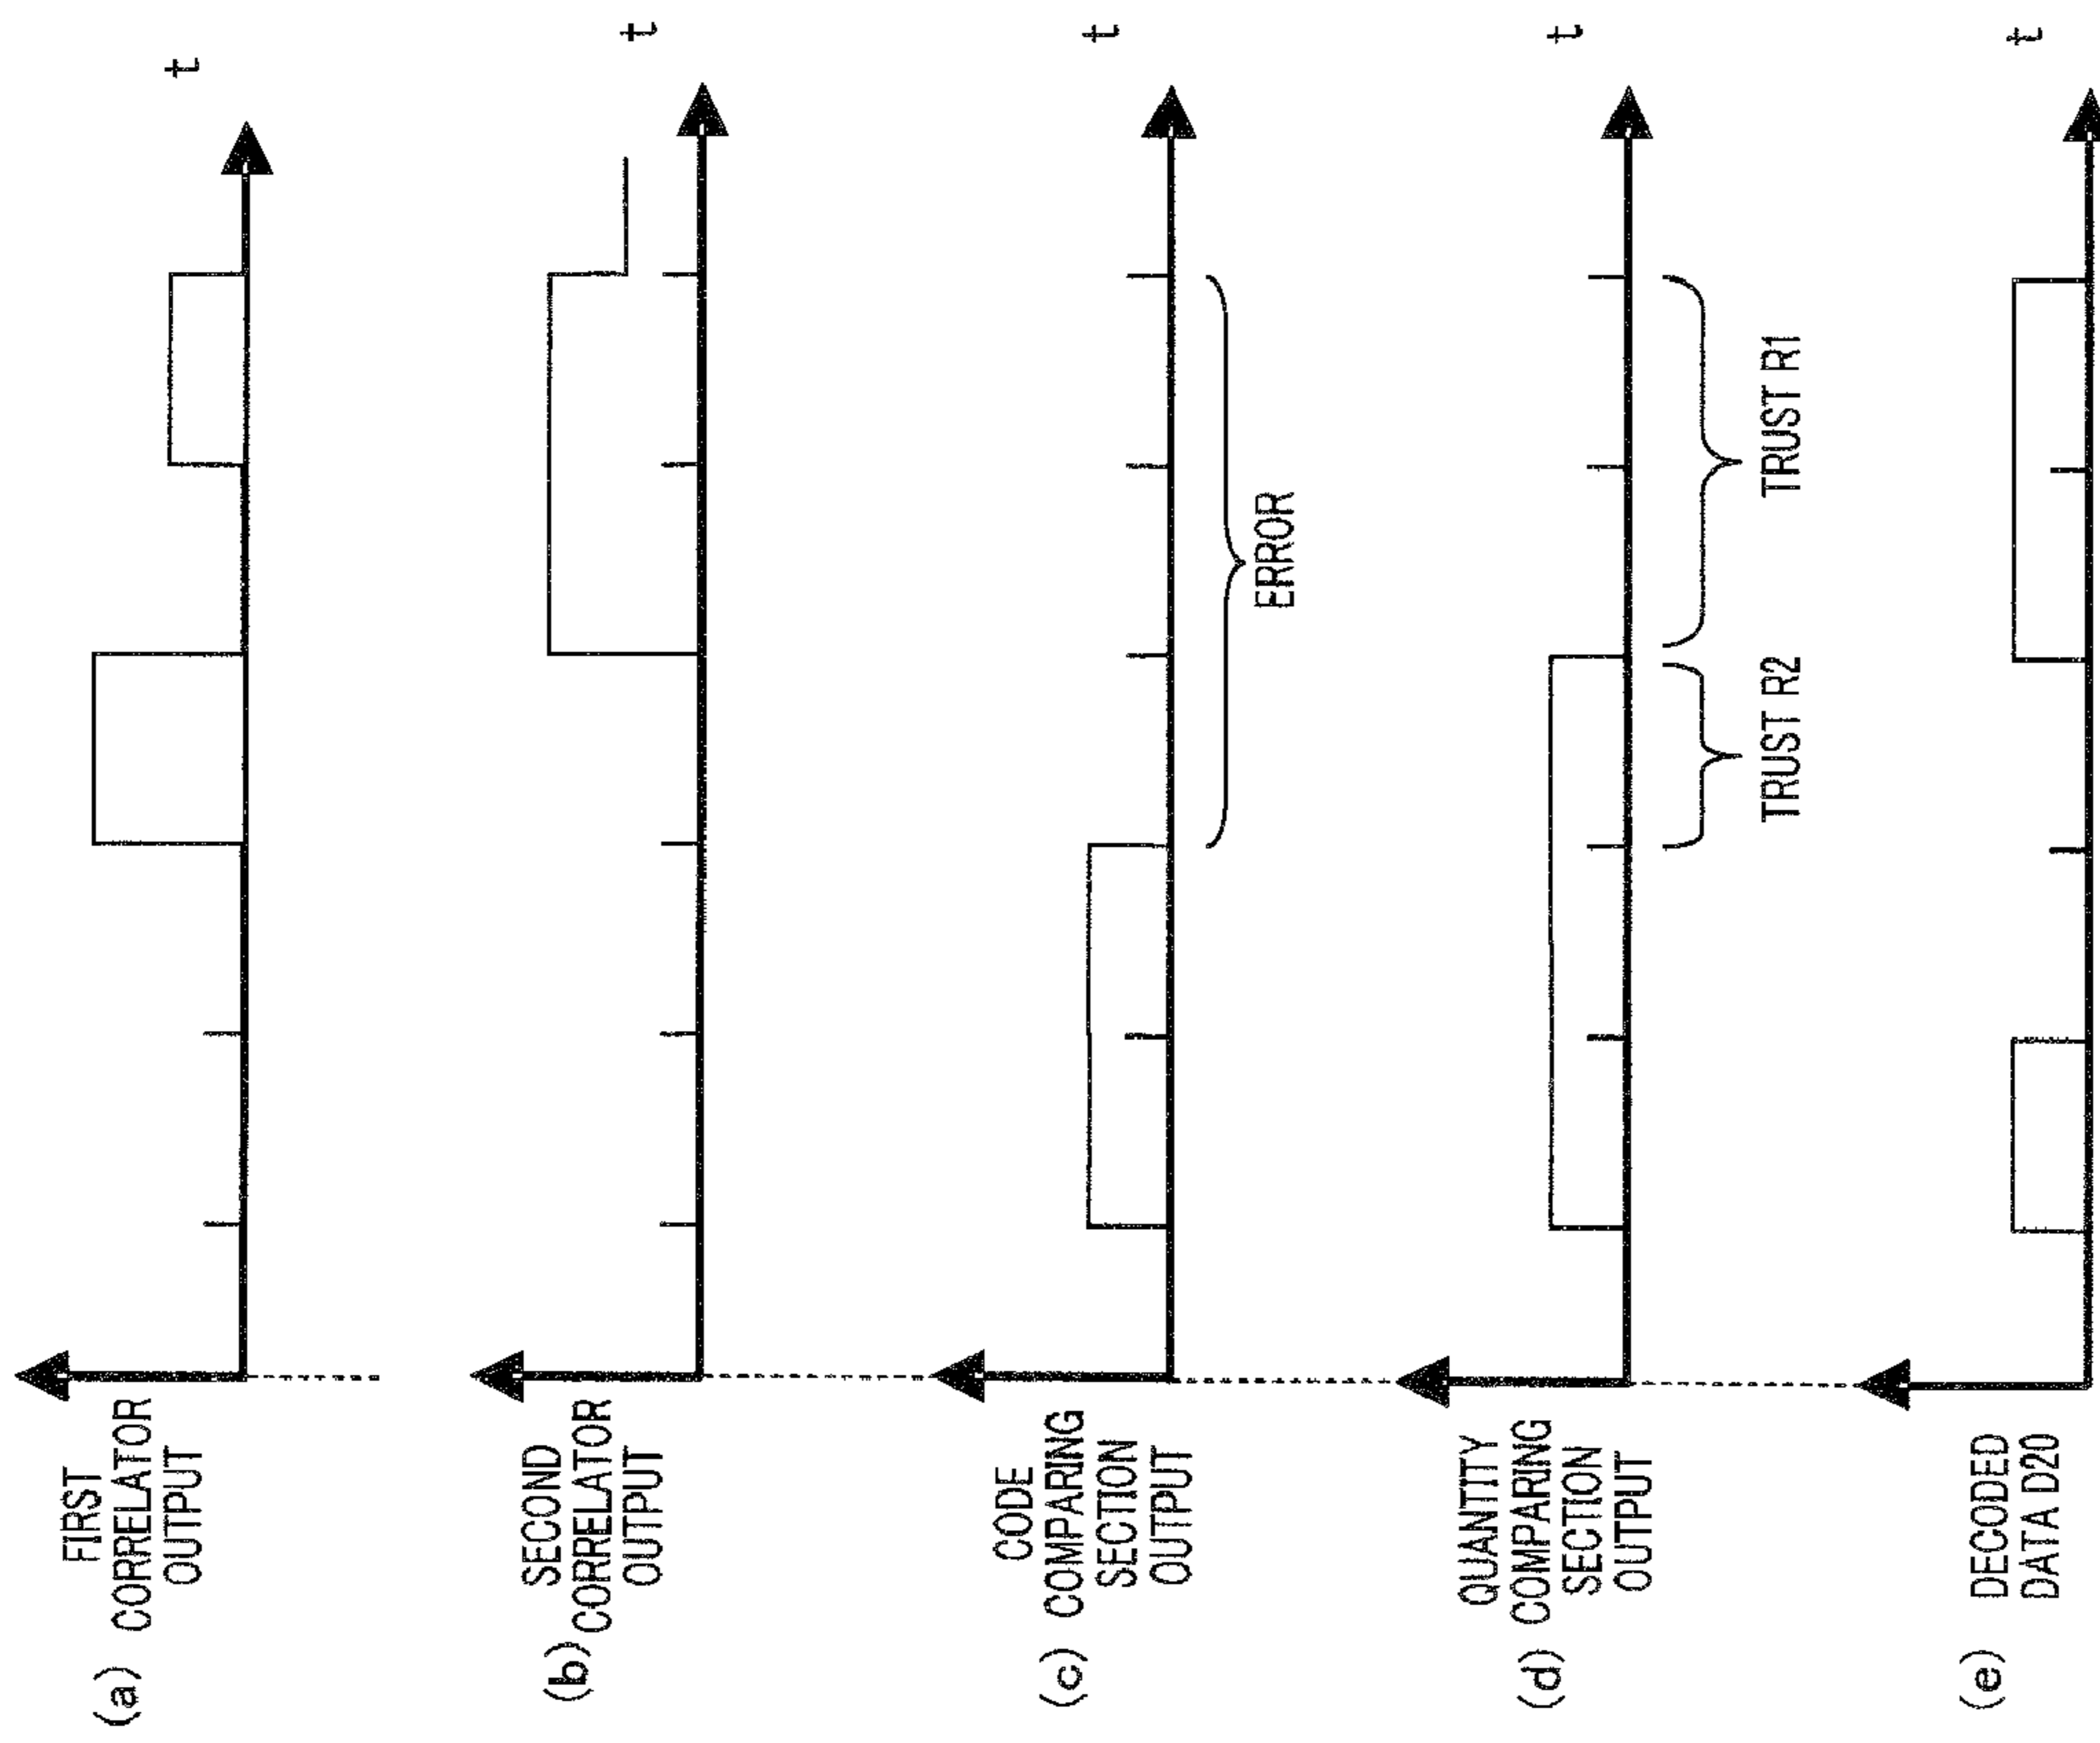 FIRST
(a) CORRELATOR
OUTPUT
t
SECOND
(b) CORRELATOR
OUTPUT
t
CODE
(c) COMPARING
SECTION
OUTPUT
t
ERROR
QUANTITY
(d) COMPARING
SECTION
OUTPUT
t
TRUST R2
TRUST R1
DECODED
(e) DATA D20
t